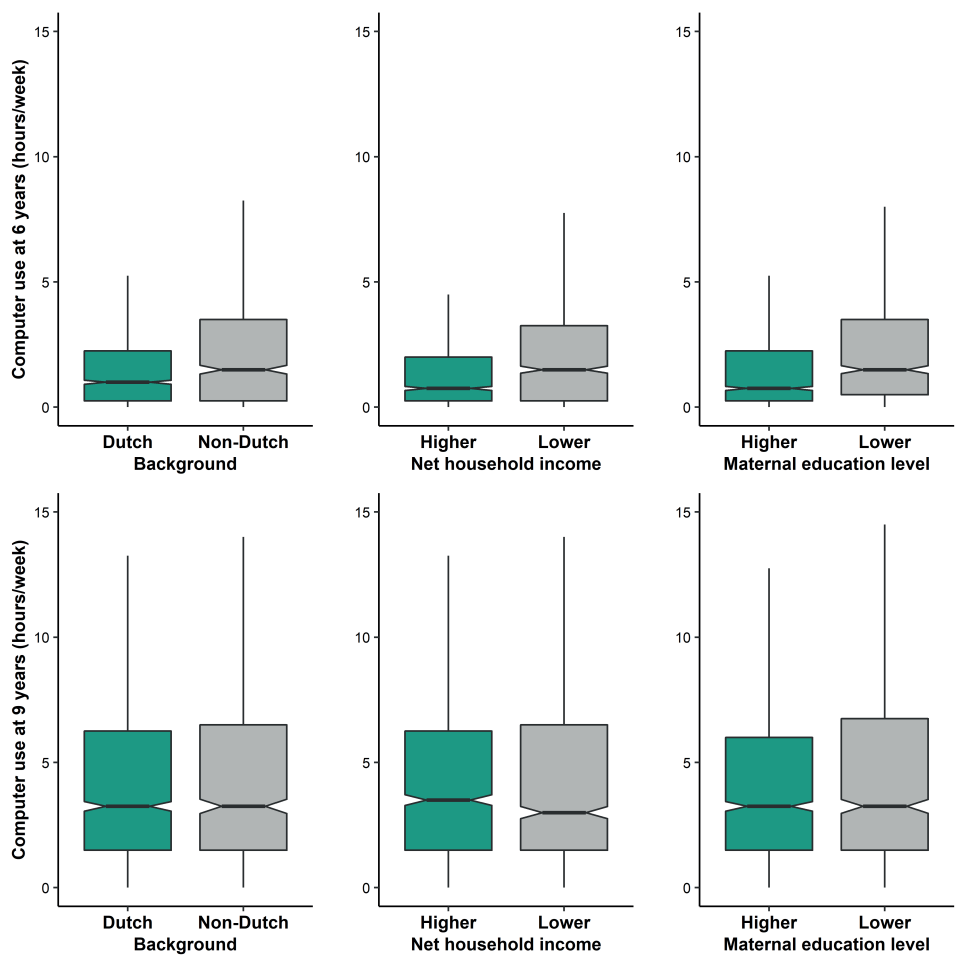 Computer use at 6 years (hours/week)
15
10
5
0
Dutch
Non-Dutch
Background
15
10
5
0
Higher
Lower
Net household income
15
10
5
0
Higher
Lower
Maternal education level
Computer use at 9 years (hours/week)
15
10
5
0
Dutch
Non-Dutch
Background
15
10
5
0
Higher
Lower
Net household income
15
10
5
0
Higher
Lower
Maternal education level